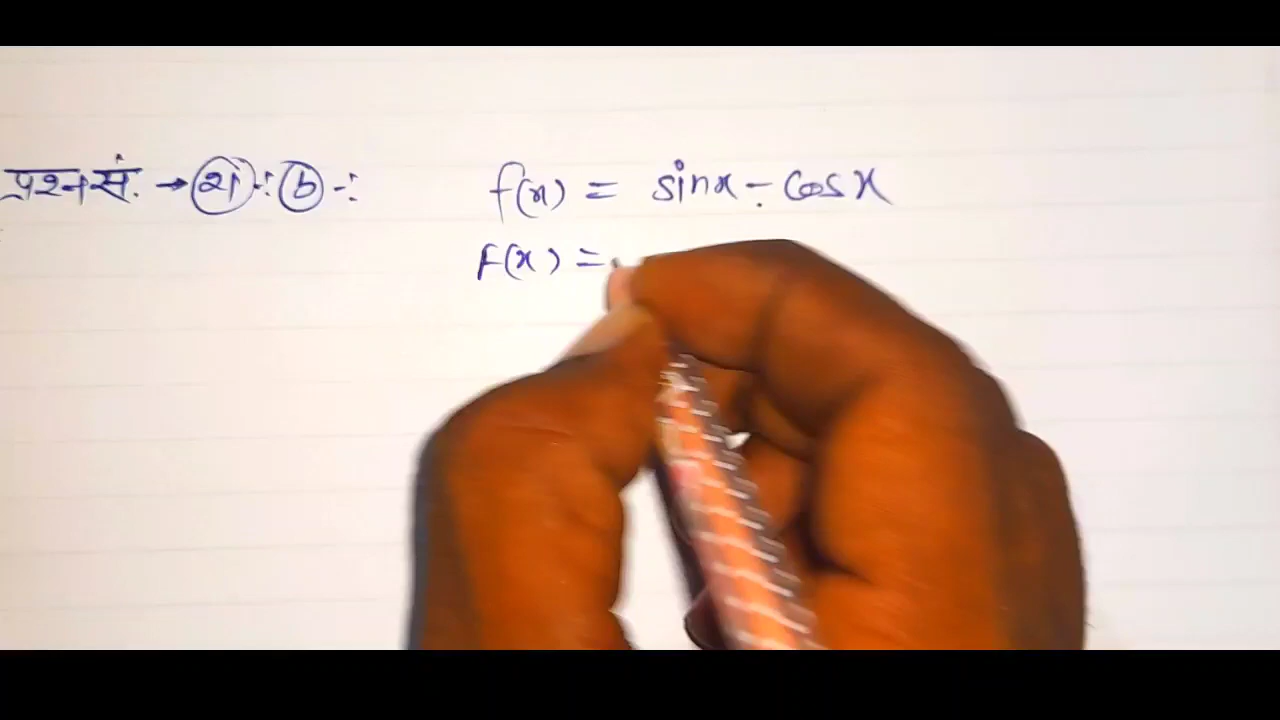 प्रश्न सं. → 21 ∴ b -: f(x) = sinx - cosx
F(x) =